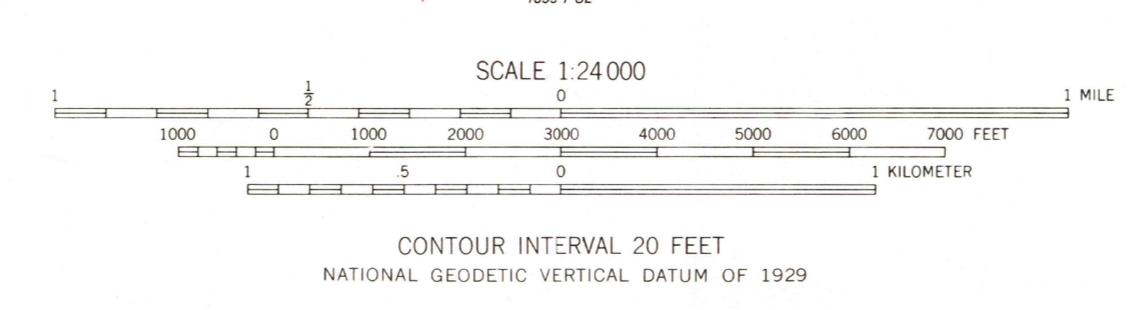 SCALE 1:24 000
1 1/2 0 1 MILE
1000 0 1000 2000 3000 4000 5000 6000 7000 FEET
1 .5 0 1 KILOMETER
CONTOUR INTERVAL 20 FEET
NATIONAL GEODETIC VERTICAL DATUM OF 1929